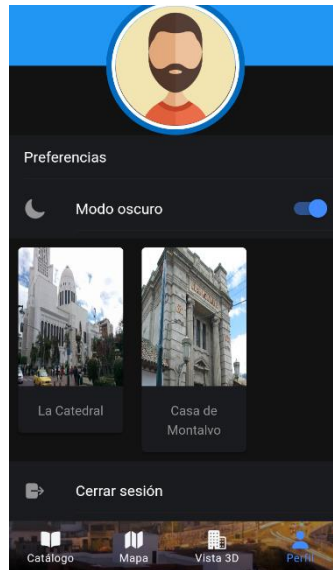 Preferencias
Modo oscuro
La Catedral
Casa de
Montalvo
Cerrar sesión
Catálogo
Mapa
Vista 3D
Perfil